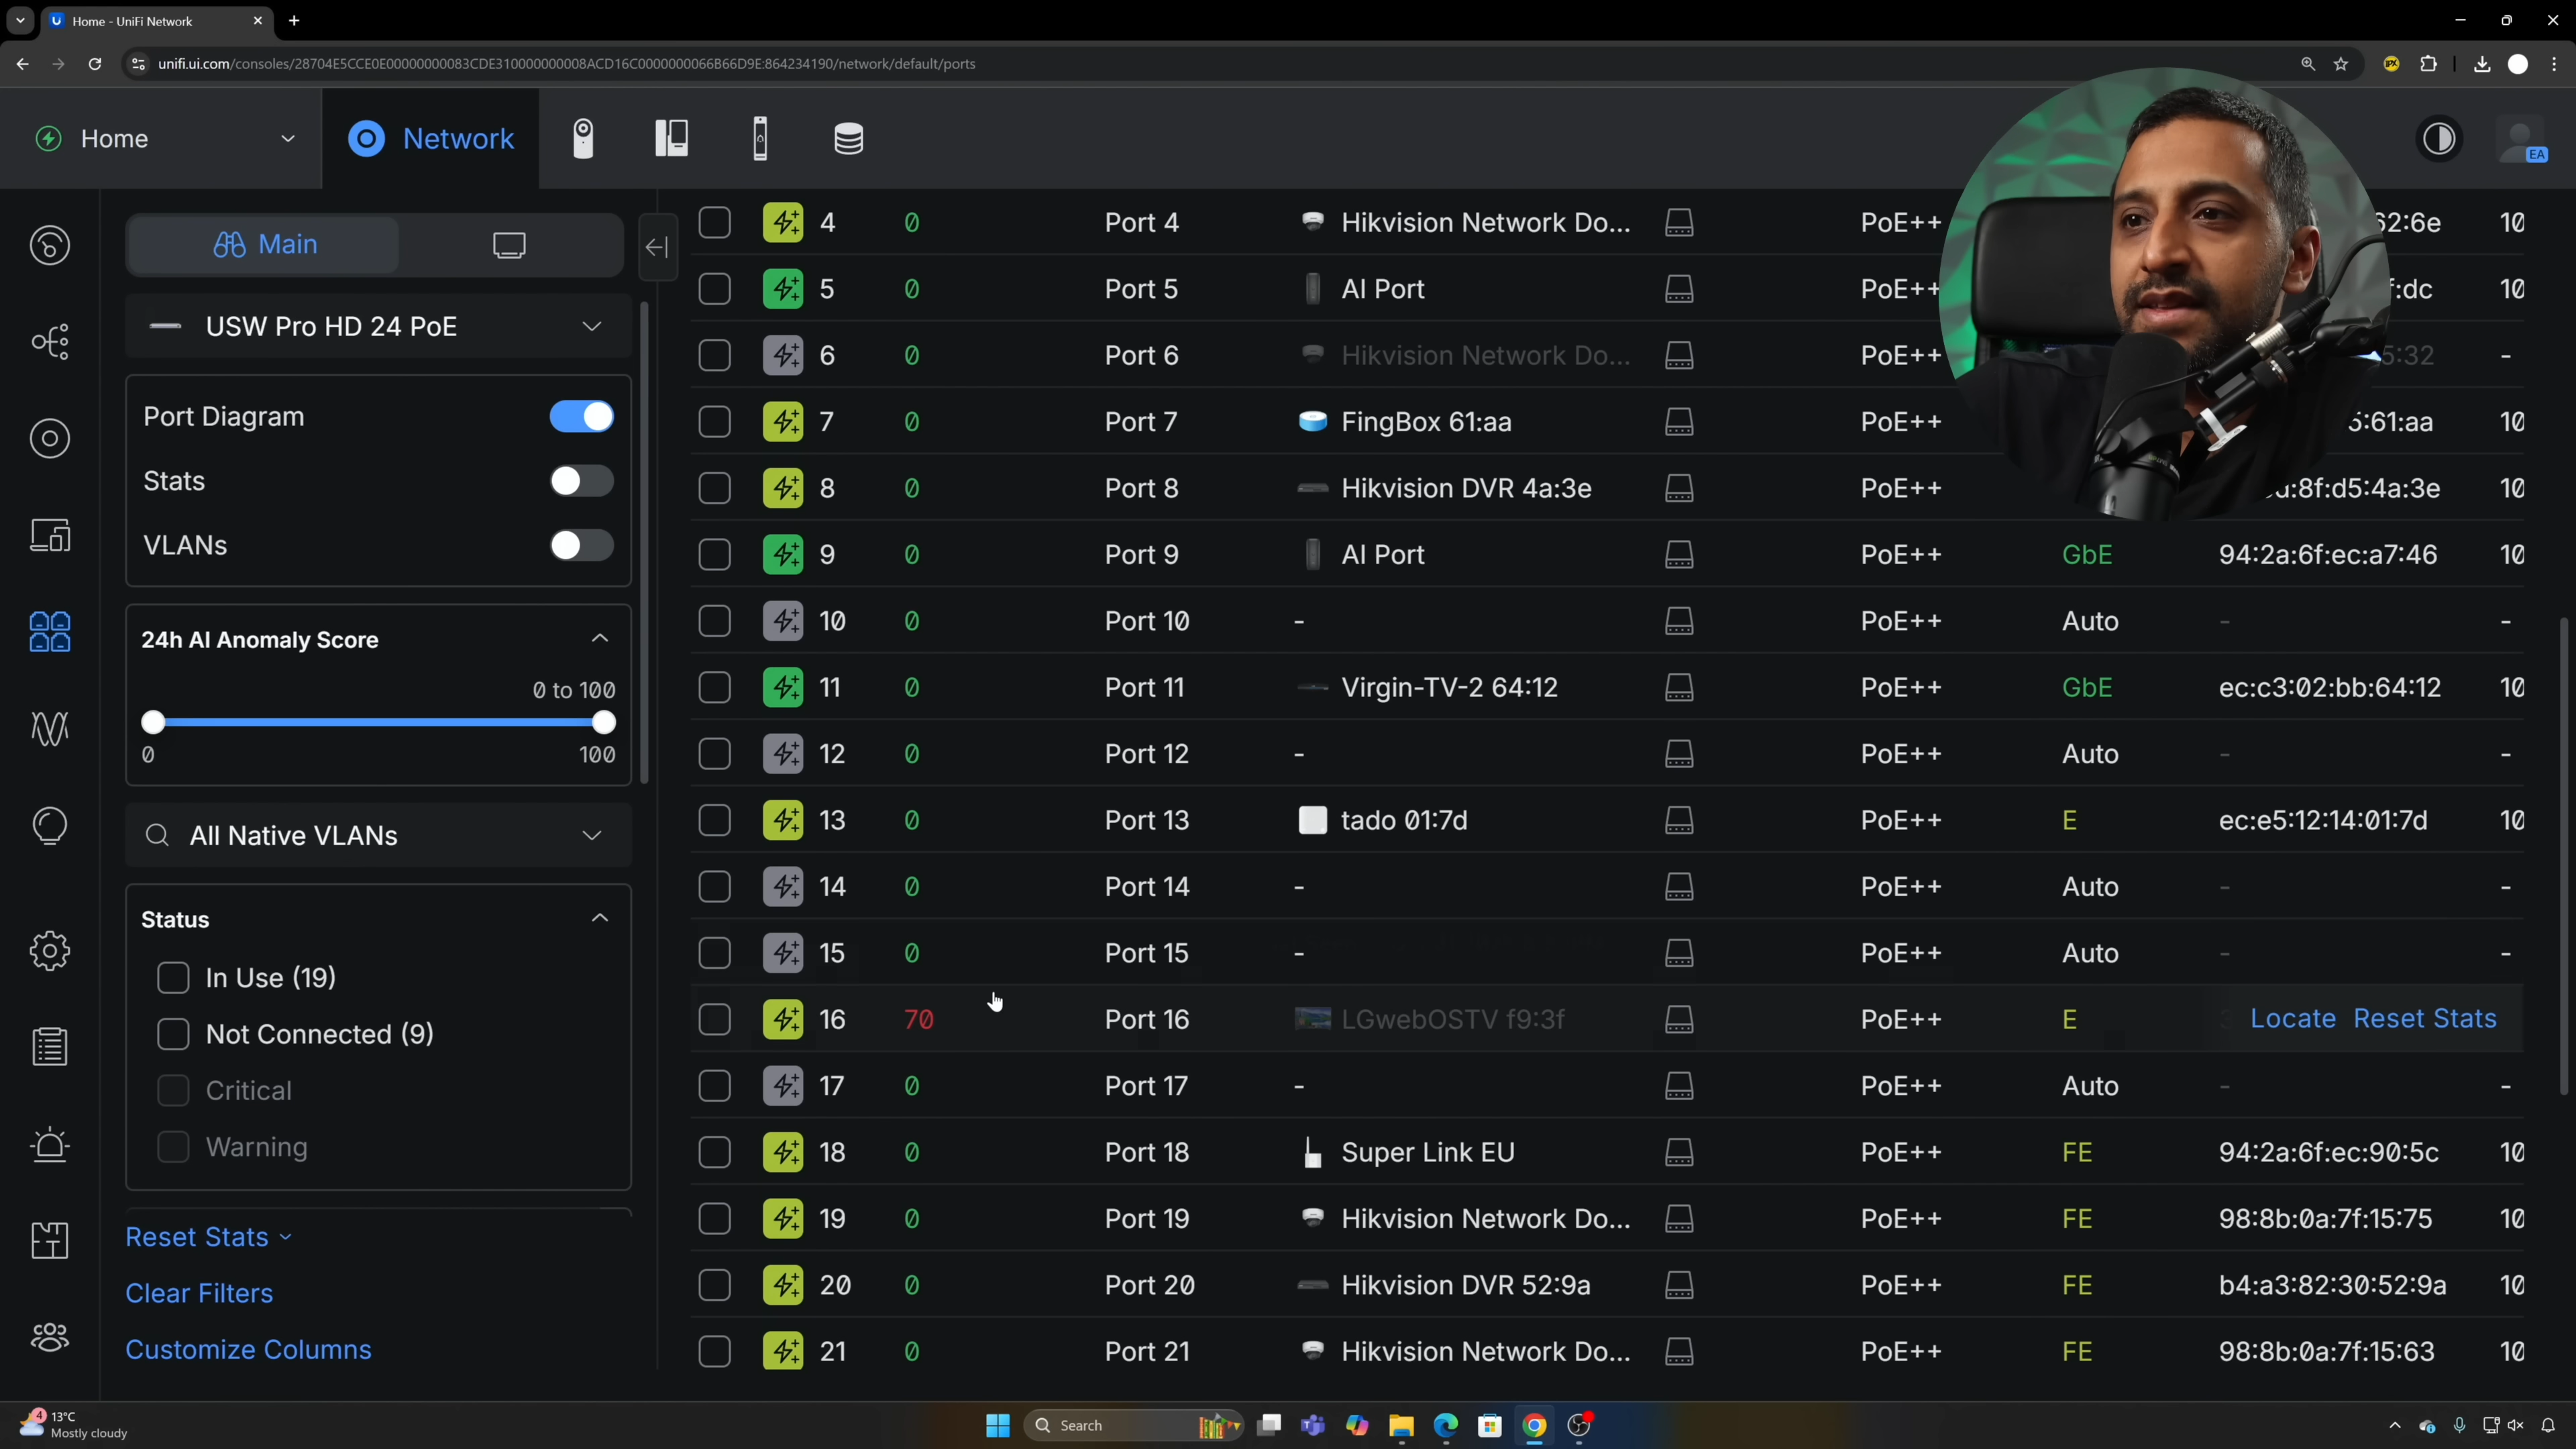 Home - UniFi Network
unifi.ui.com/consoles/28704E5CCE0E00000000083CDE310000000008ACD16C0000000066B66D9E:864234190/network/default/ports
Home
Network
EA
Main
USW Pro HD 24 PoE
Port Diagram
Stats
VLANs
24h AI Anomaly Score
0 to 100
0 100
All Native VLANs
Status
In Use (19)
Not Connected (9)
Critical
Warning
Reset Stats
Clear Filters
Customize Columns
4 0 Port 4 Hikvision Network Do... PoE++ 62:6e 10
5 0 Port 5 AI Port PoE++ :dc 10
6 0 Port 6 Hikvision Network Do... PoE++ 5:32 -
7 0 Port 7 FingBox 61:aa PoE++ :61:aa 10
8 0 Port 8 Hikvision DVR 4a:3e PoE++ :8f:d5:4a:3e 10
9 0 Port 9 AI Port PoE++ GbE 94:2a:6f:ec:a7:46 10
10 0 Port 10 - PoE++ Auto - -
11 0 Port 11 Virgin-TV-2 64:12 PoE++ GbE ec:c3:02:bb:64:12 10
12 0 Port 12 - PoE++ Auto - -
13 0 Port 13 tado 01:7d PoE++ E ec:e5:12:14:01:7d 10
14 0 Port 14 - PoE++ Auto - -
15 0 Port 15 - PoE++ Auto - -
16 70 Port 16 LGwebOSTV f9:3f PoE++ E Locate Reset Stats
17 0 Port 17 - PoE++ Auto - -
18 0 Port 18 Super Link EU PoE++ FE 94:2a:6f:ec:90:5c 10
19 0 Port 19 Hikvision Network Do... PoE++ FE 98:8b:0a:7f:15:75 10
20 0 Port 20 Hikvision DVR 52:9a PoE++ FE b4:a3:82:30:52:9a 10
21 0 Port 21 Hikvision Network Do... PoE++ FE 98:8b:0a:7f:15:63 10
4 13°C
Mostly cloudy
Search